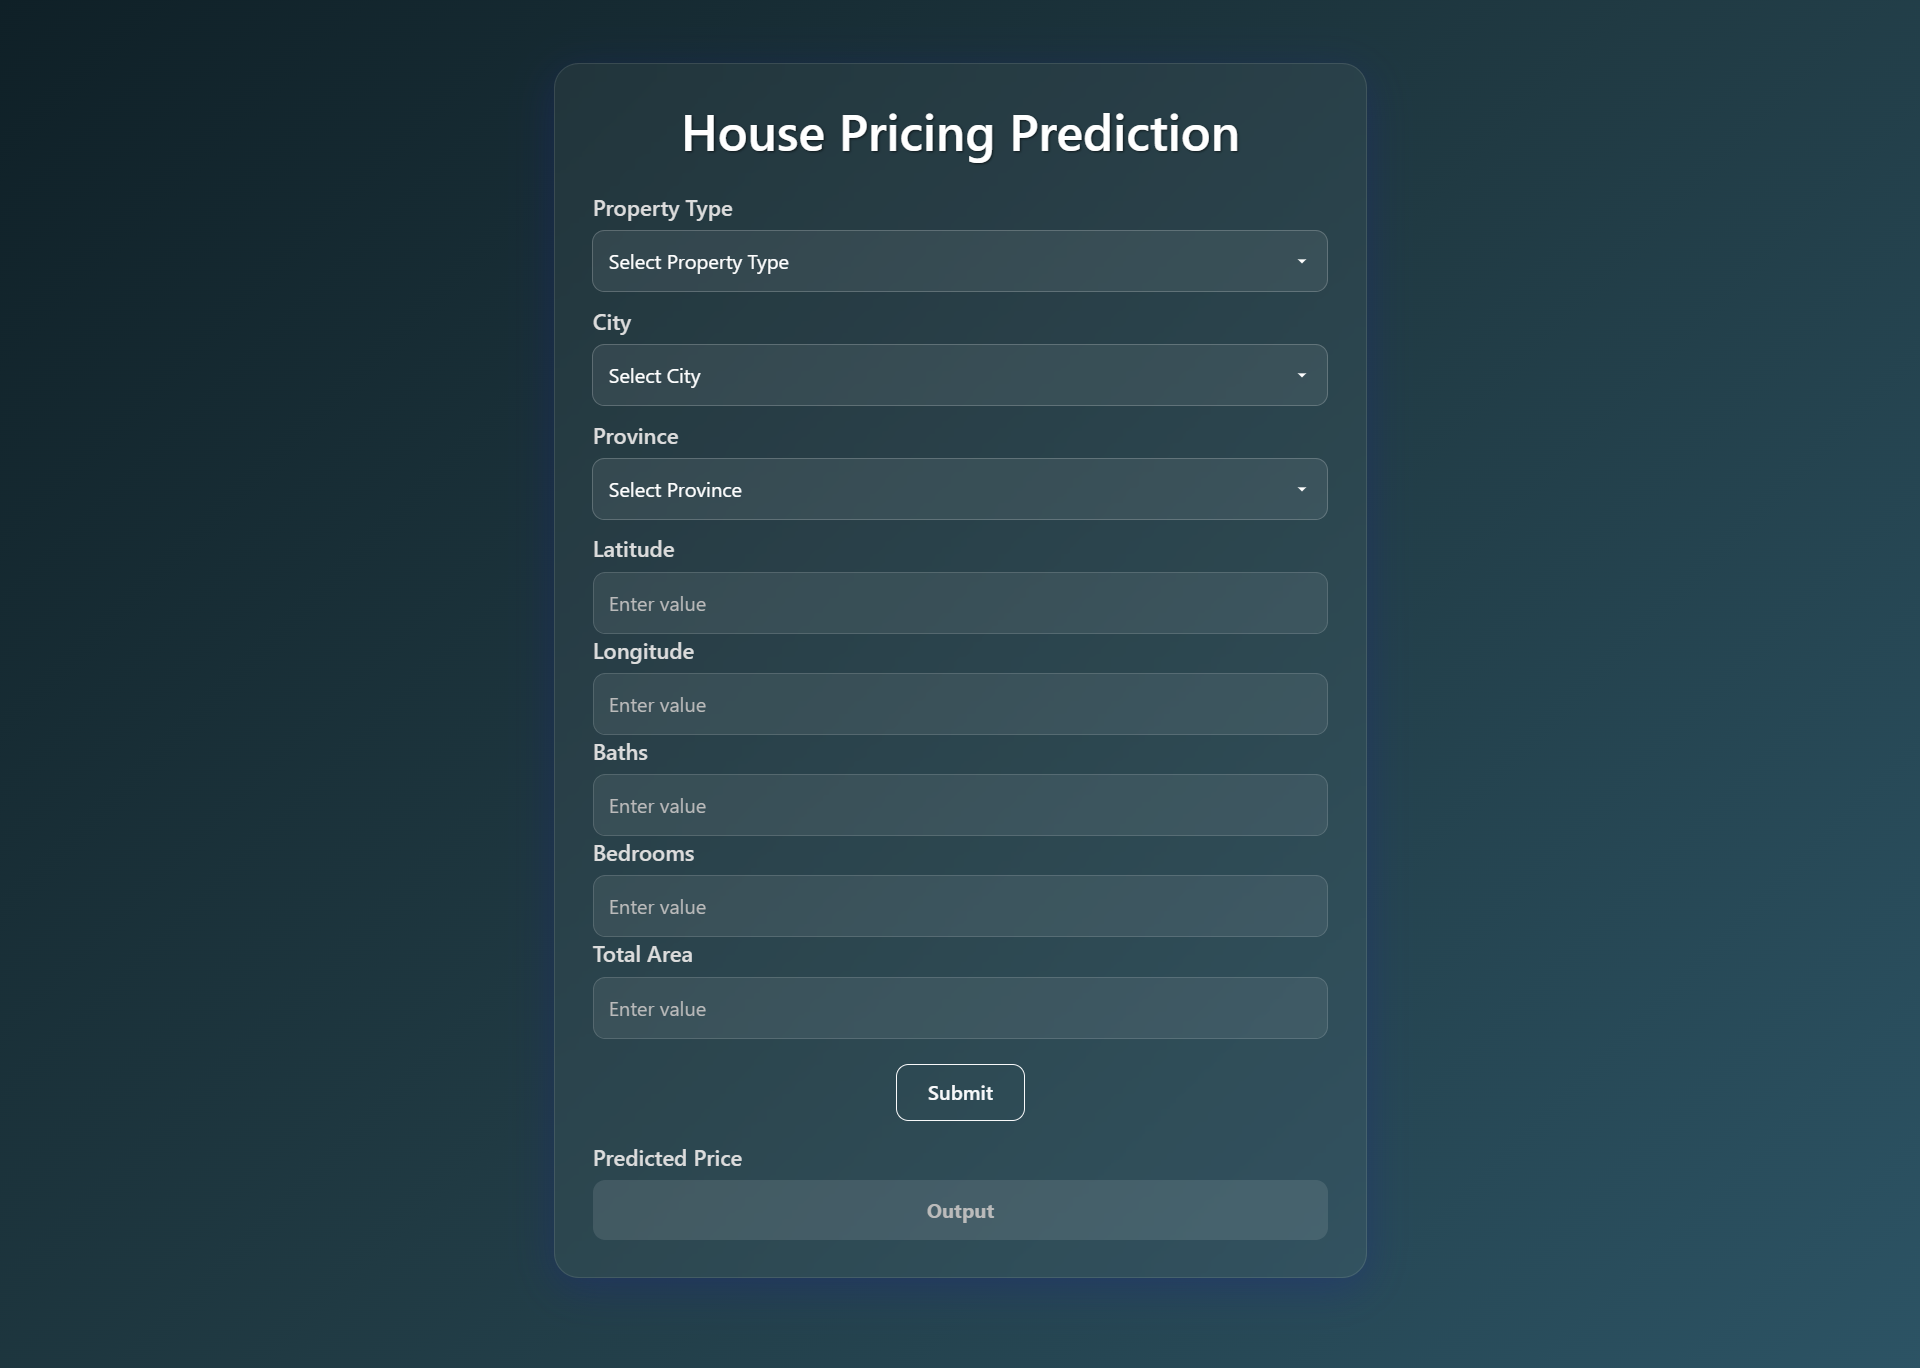 House Pricing Prediction
Property Type
Select Property Type
City
Select City
Province
Select Province
Latitude
Enter value
Longitude
Enter value
Baths
Enter value
Bedrooms
Enter value
Total Area
Enter value
Submit
Predicted Price
Output